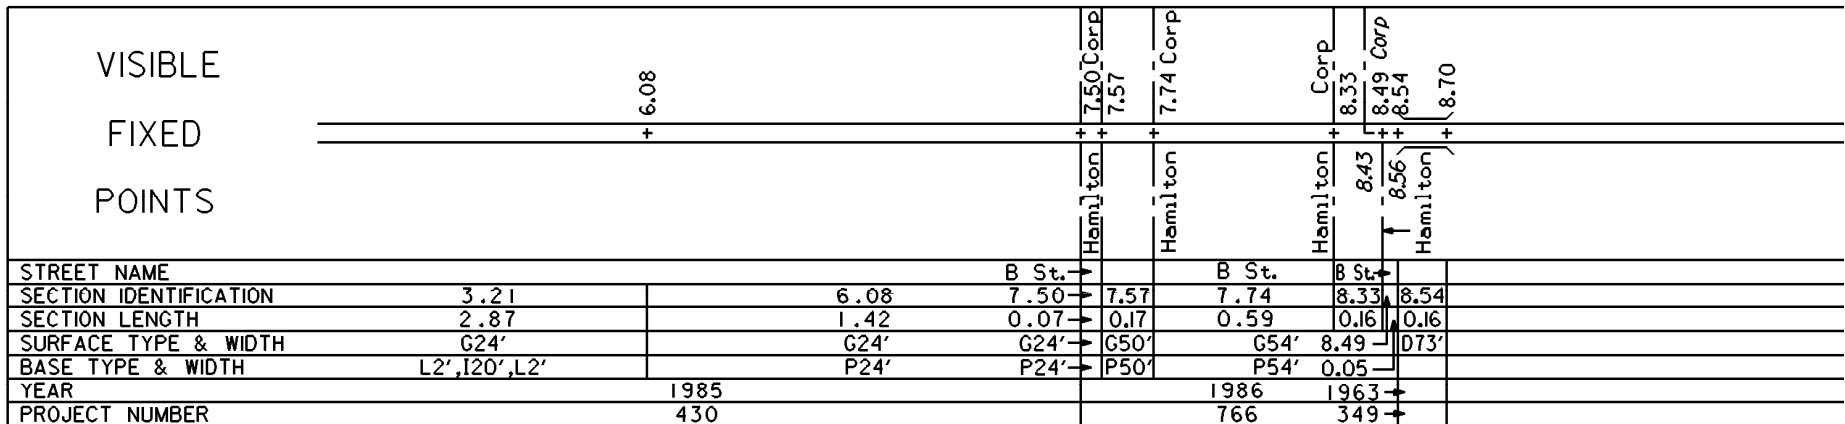 VISIBLE
FIXED
POINTS
6.08
7.50 Corp
7.57
7.74 Corp
Corp
8.33
8.49 Corp
8.54
8.70
Hamilton
Hamilton
Hamilton
8.43
8.56
Hamilton
STREET NAME B St. B St. B St.
SECTION IDENTIFICATION 3.21 6.08 7.50 7.57 7.74 8.33 8.54
SECTION LENGTH 2.87 1.42 0.07 0.17 0.59 0.16 0.16
SURFACE TYPE & WIDTH G24' G24' G24' G50' G54' 8.49 D73'
BASE TYPE & WIDTH L2',I20',L2' P24' P24' P50' P54' 0.05
YEAR 1985 1986 1963
PROJECT NUMBER 430 766 349